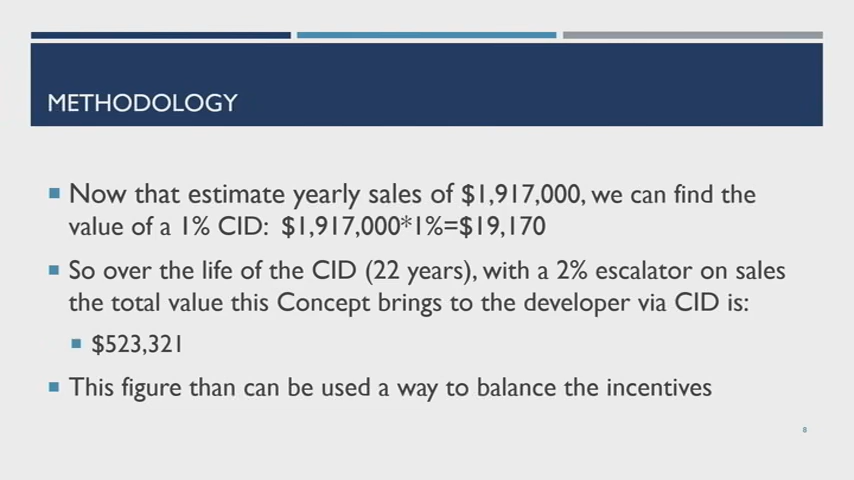 METHODOLOGY
Now that estimate yearly sales of $1,917,000, we can find the
value of a 1% CID: $1,917,000*1%=$19,170
So over the life of the CID (22 years), with a 2% escalator on sales
the total value this Concept brings to the developer via CID is:
$523,321
This figure than can be used a way to balance the incentives
8